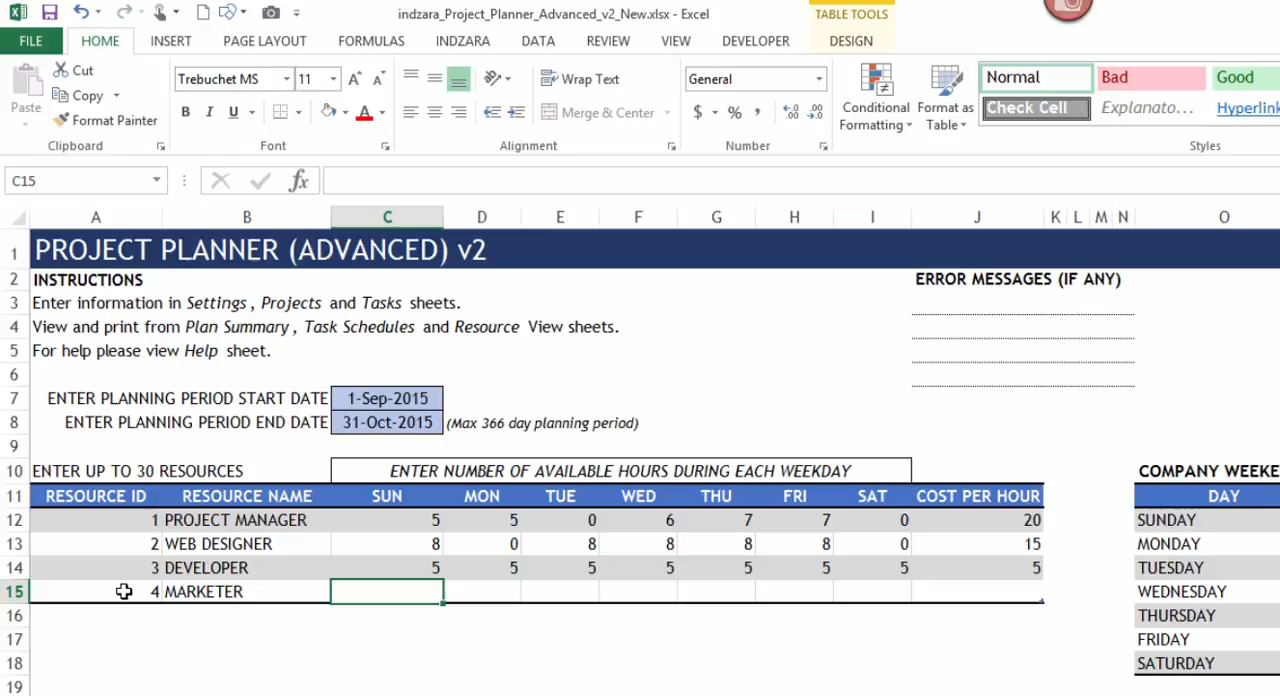 indzara_Project_Planner_Advanced_v2_New.xlsx - Excel
TABLE TOOLS
FILE HOME INSERT PAGE LAYOUT FORMULAS INDZARA DATA REVIEW VIEW DEVELOPER DESIGN
Paste
Cut
Copy
Format Painter
Clipboard
Trebuchet MS 11 A A
B I U A
Font
Wrap Text
Merge & Center
Alignment
General
$ % ,
Number
Conditional Formatting
Format as Table
Normal Bad Good
Check Cell Explanato... Hyperlink
Styles
C15 fx
A B C D E F G H I J K L M N O
1 PROJECT PLANNER (ADVANCED) v2
2 INSTRUCTIONS ERROR MESSAGES (IF ANY)
3 Enter information in Settings, Projects and Tasks sheets.
4 View and print from Plan Summary, Task Schedules and Resource View sheets.
5 For help please view Help sheet.
6
7 ENTER PLANNING PERIOD START DATE 1-Sep-2015
8 ENTER PLANNING PERIOD END DATE 31-Oct-2015 (Max 366 day planning period)
9
10 ENTER UP TO 30 RESOURCES ENTER NUMBER OF AVAILABLE HOURS DURING EACH WEEKDAY COMPANY WEEKE
11 RESOURCE ID RESOURCE NAME SUN MON TUE WED THU FRI SAT COST PER HOUR DAY
12 1 PROJECT MANAGER 5 5 0 6 7 7 0 20 SUNDAY
13 2 WEB DESIGNER 8 0 8 8 8 8 0 15 MONDAY
14 3 DEVELOPER 5 5 5 5 5 5 5 5 TUESDAY
15 4 MARKETER WEDNESDAY
16 THURSDAY
17 FRIDAY
18 SATURDAY
19